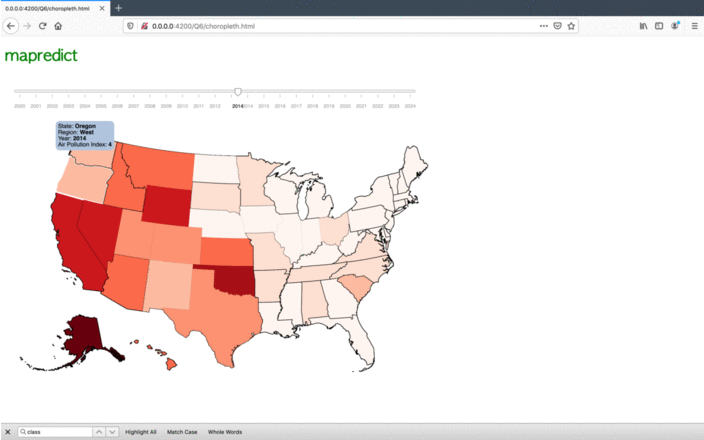 0.0.0.0:4200/Q6/choropleth.html
0.0.0.0:4200/Q6/choropleth.html
mapredict
2000 2001 2002 2003 2004 2005 2006 2007 2008 2009 2010 2011 2012 2014 2014 2015 2016 2017 2018 2019 2020 2021 2022 2023 2024
State: Oregon
Region: West
Year: 2014
Air Pollution Index: 4
class
Highlight All
Match Case
Whole Words